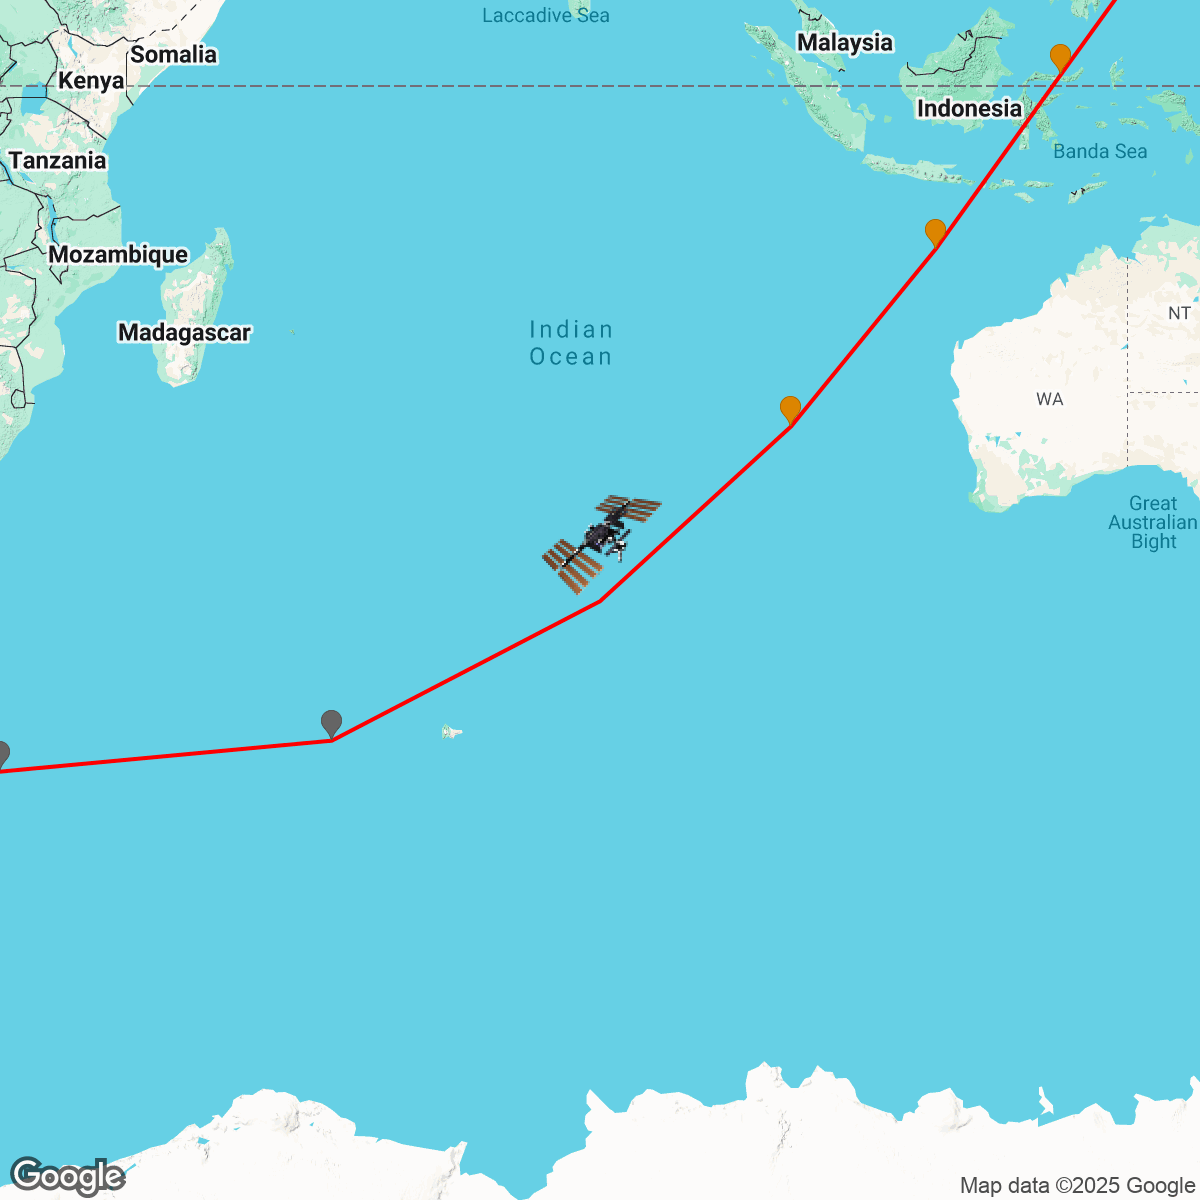 Laccadive Sea
Somalia
Malaysia
Kenya
Indonesia
Tanzania
Banda Sea
Mozambique
Madagascar
Indian
Ocean
NT
WA
Great
Australian
Bight
Google
Map data ©2025 Google